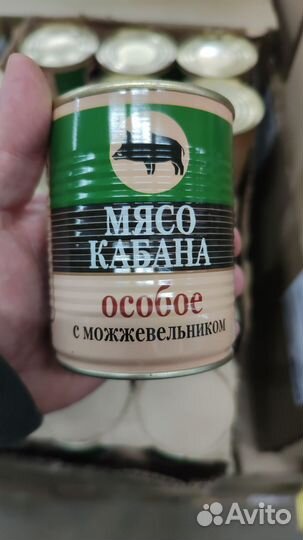 МЯСО
КАБАНА
особое
с можжевельником
Avito